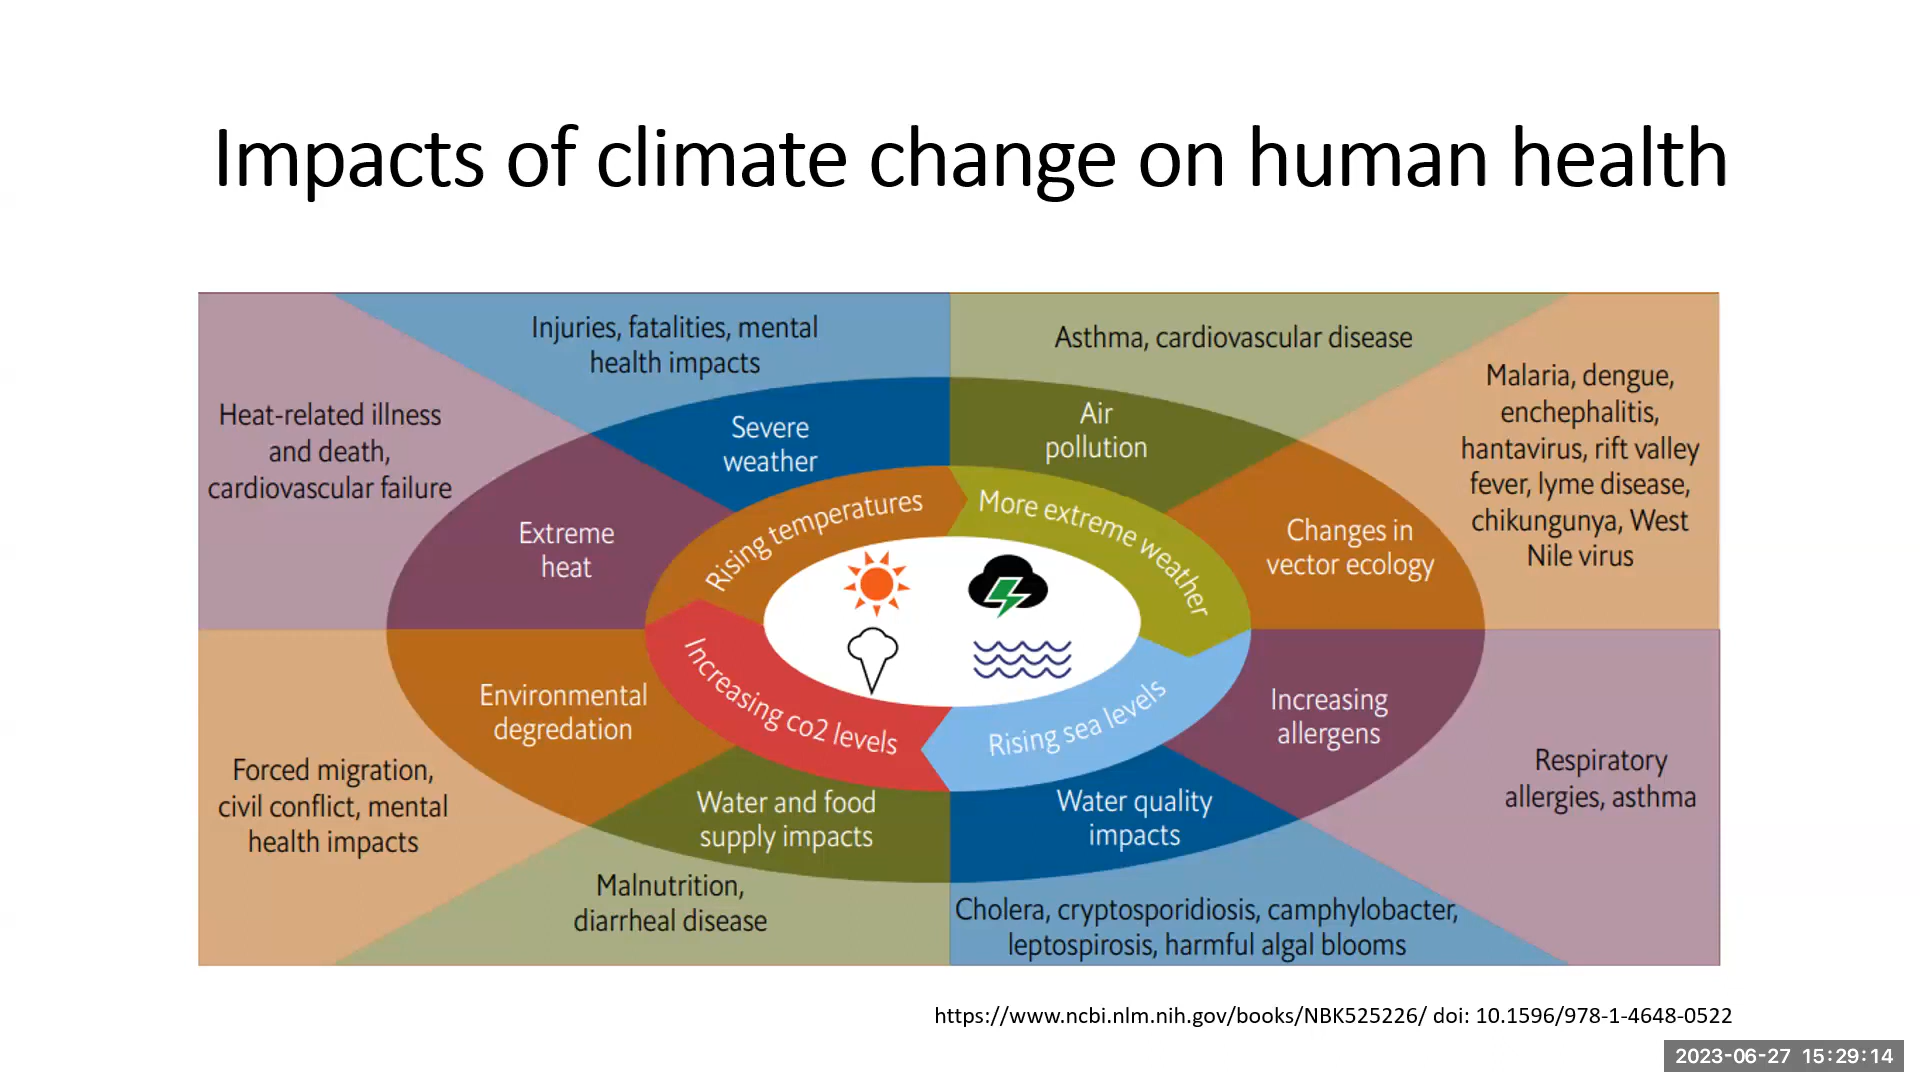 Impacts of climate change on human health
Injuries, fatalities, mental
health impacts
Asthma, cardiovascular disease
Malaria, dengue,
enchephalitis,
hantavirus, rift valley
fever, lyme disease,
chikungunya, West
Nile virus
Heat-related illness
and death,
cardiovascular failure
Severe
weather
Air
pollution
Extreme
heat
Changes in
vector ecology
Rising temperatures
More extreme weather
Increasing co2 levels
Rising sea levels
Environmental
degredation
Increasing
allergens
Forced migration,
civil conflict, mental
health impacts
Water and food
supply impacts
Water quality
impacts
Respiratory
allergies, asthma
Malnutrition,
diarrheal disease
Cholera, cryptosporidiosis, camphylobacter,
leptospirosis, harmful algal blooms
https://www.ncbi.nlm.nih.gov/books/NBK525226/ doi: 10.1596/978-1-4648-0522
2023-06-27 15:29:14